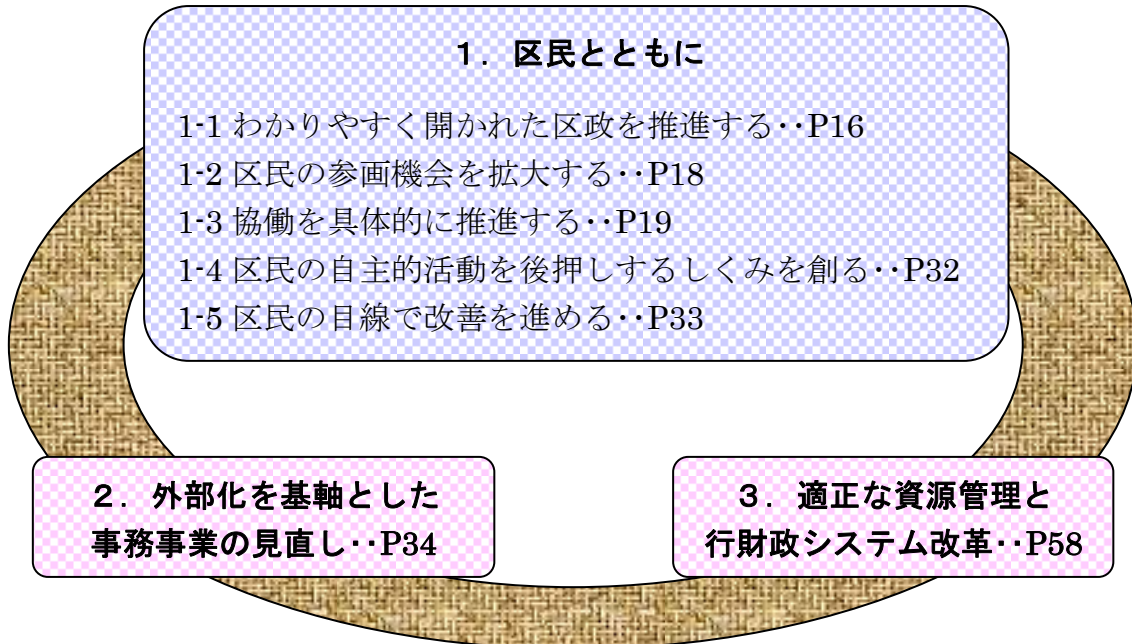 １．区民とともに
1-1 わかりやすく開かれた区政を推進する‥P16
1-2 区民の参画機会を拡大する‥P18
1-3 協働を具体的に推進する‥P19
1-4 区民の自主的活動を後押しするしくみを創る‥P32
1-5 区民の目線で改善を進める‥P33
２．外部化を基軸とした
事務事業の見直し‥P34
３．適正な資源管理と
行財政システム改革‥P58